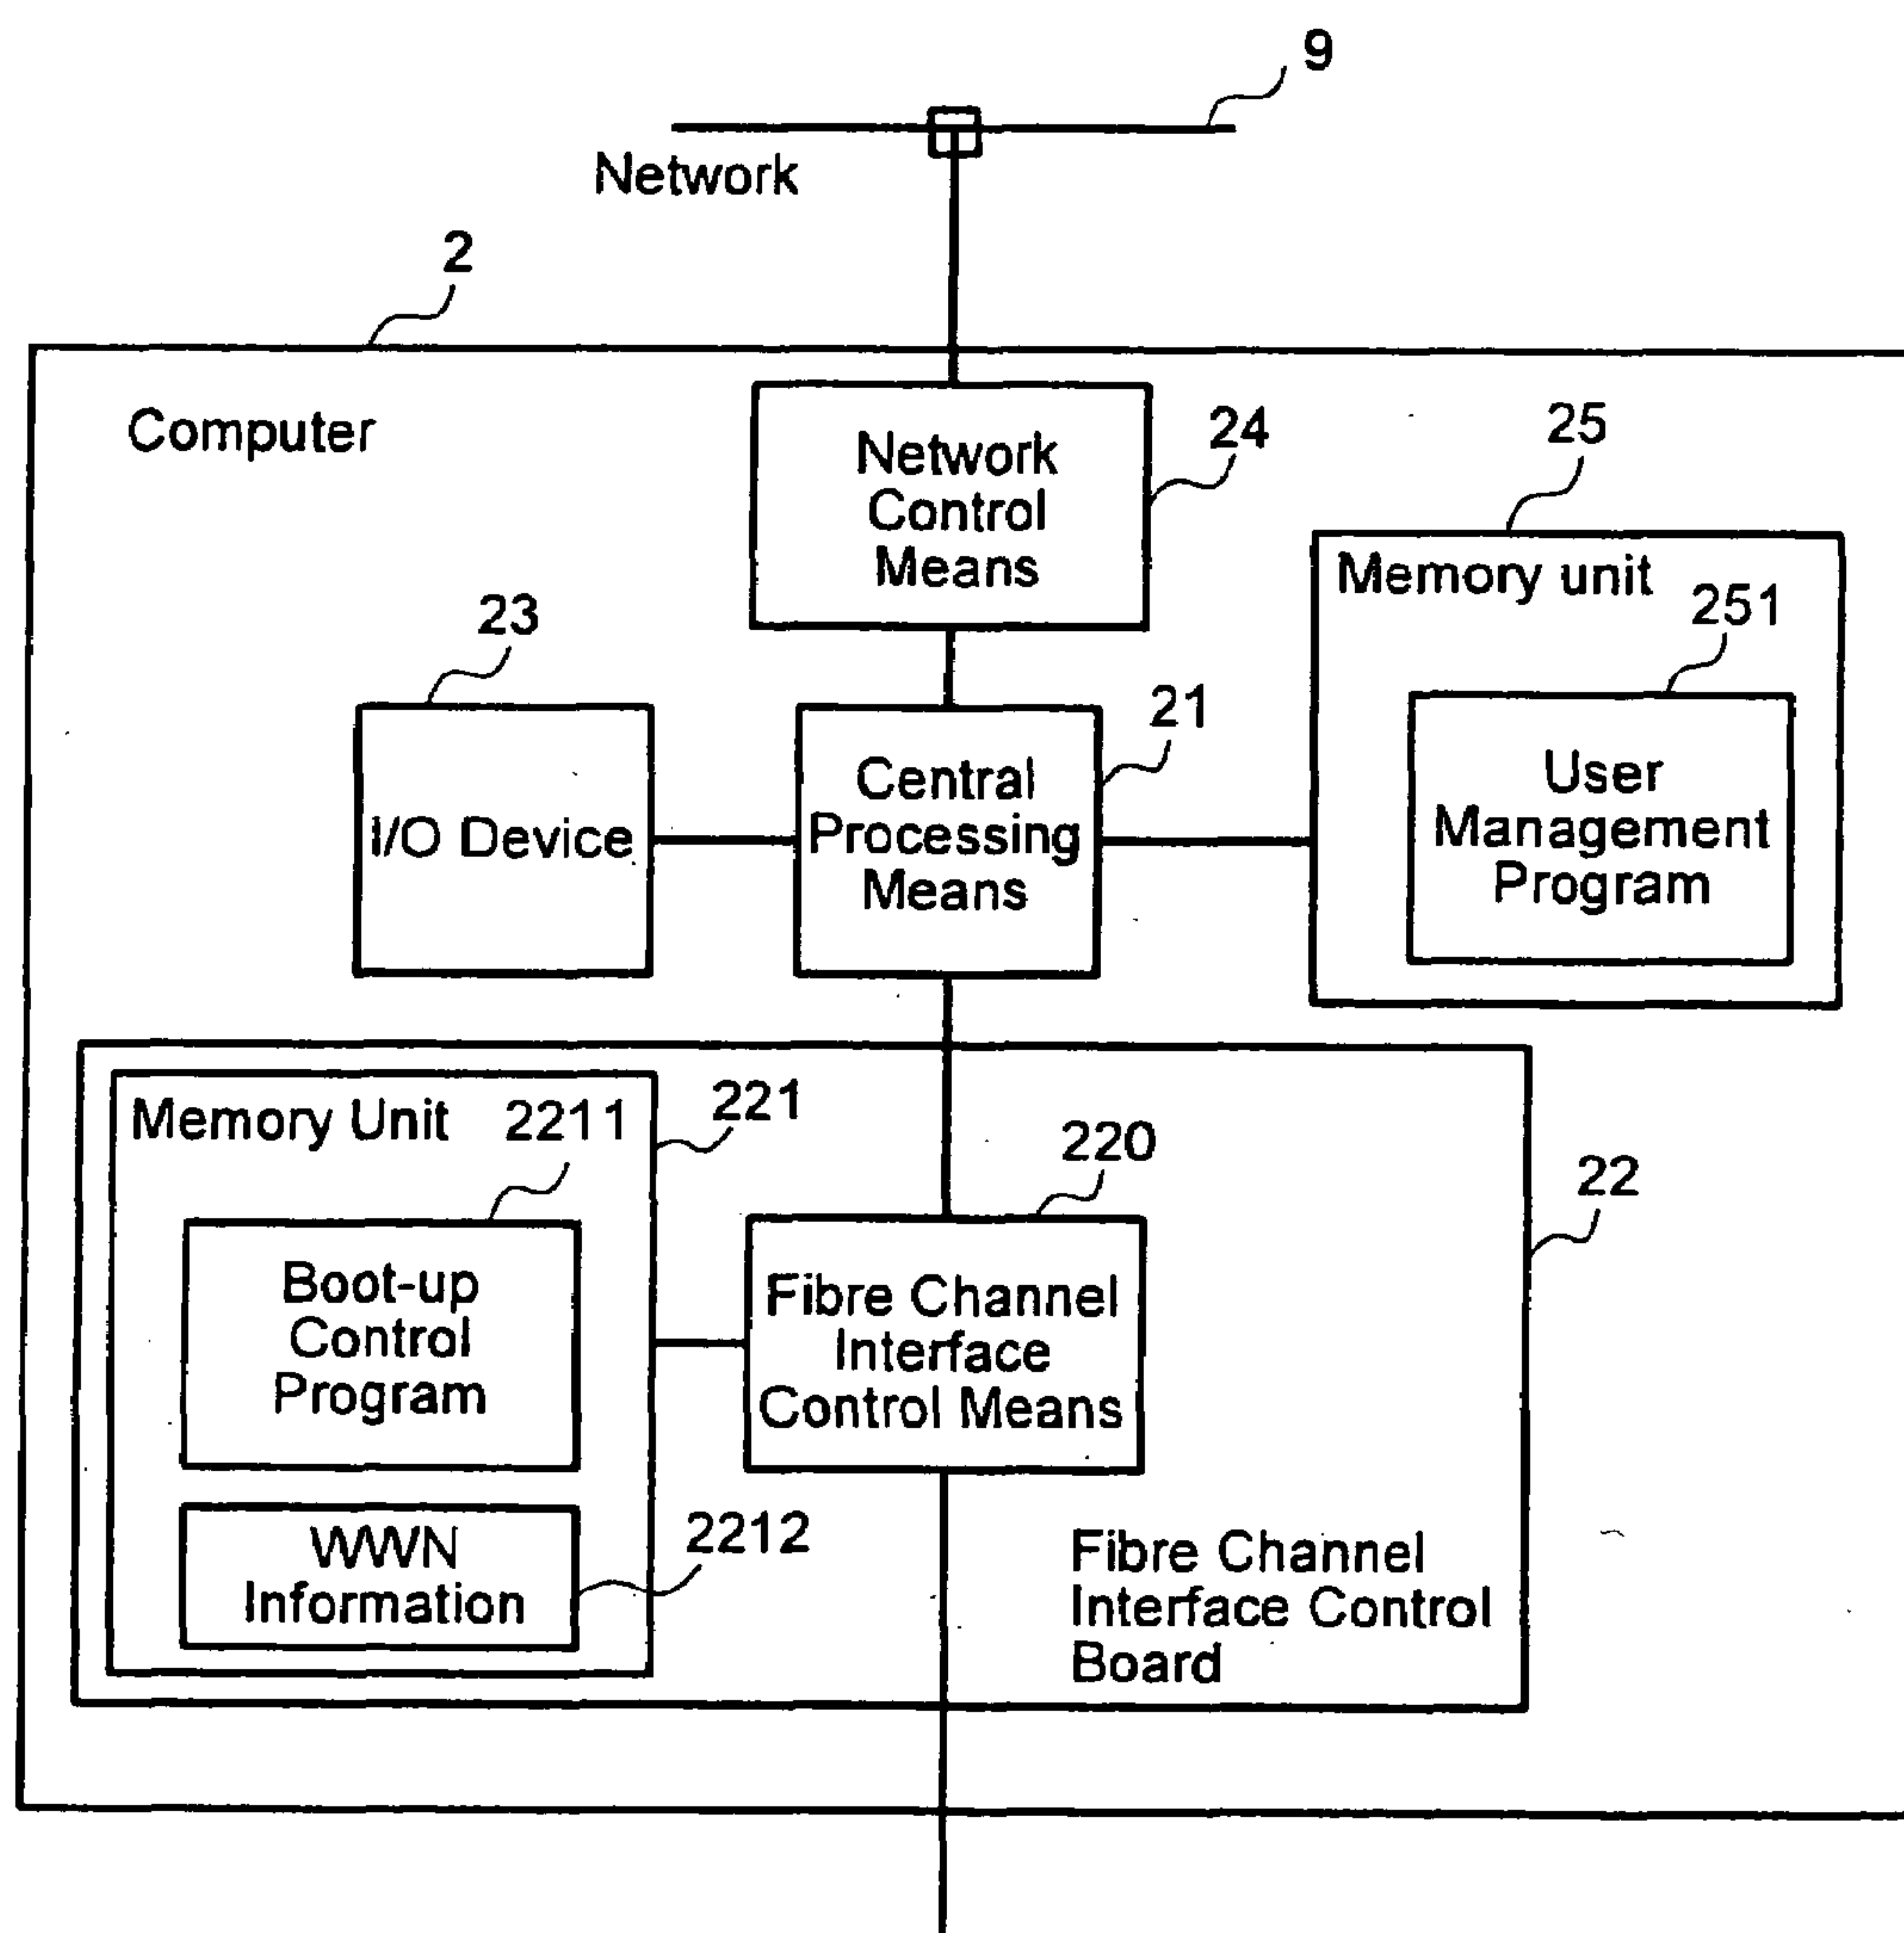 9
Network
2
Computer
24
Network
Control
Means
25
Memory unit
251
User
Management
Program
23
I/O Device
21
Central
Processing
Means
Memory Unit
2211
221
Boot-up
Control
Program
220
Fibre Channel
Interface
Control Means
22
WWN
Information
2212
Fibre Channel
Interface Control
Board